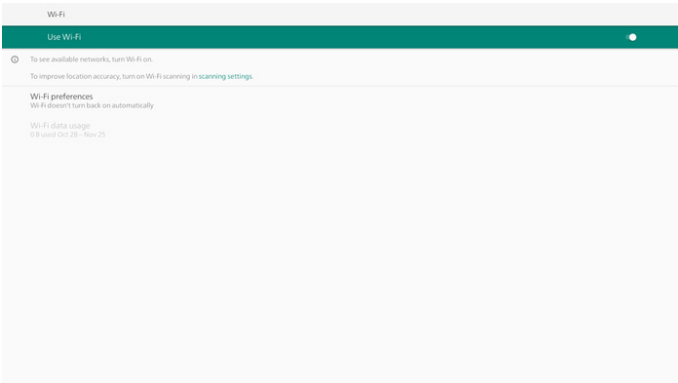 Wi-Fi
Use Wi-Fi
To see available networks, turn Wi-Fi on.
To improve location accuracy, turn on Wi-Fi scanning in scanning settings.
Wi-Fi preferences
Wi-Fi doesn't turn back on automatically
Wi-Fi data usage
0 B used Oct 28 – Nov 25